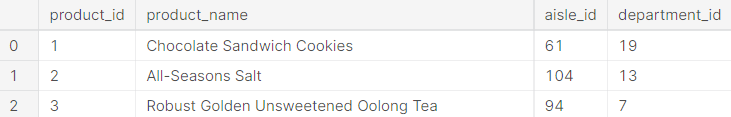 product_id product_name aisle_id department_id
0 1 Chocolate Sandwich Cookies 61 19
1 2 All-Seasons Salt 104 13
2 3 Robust Golden Unsweetened Oolong Tea 94 7